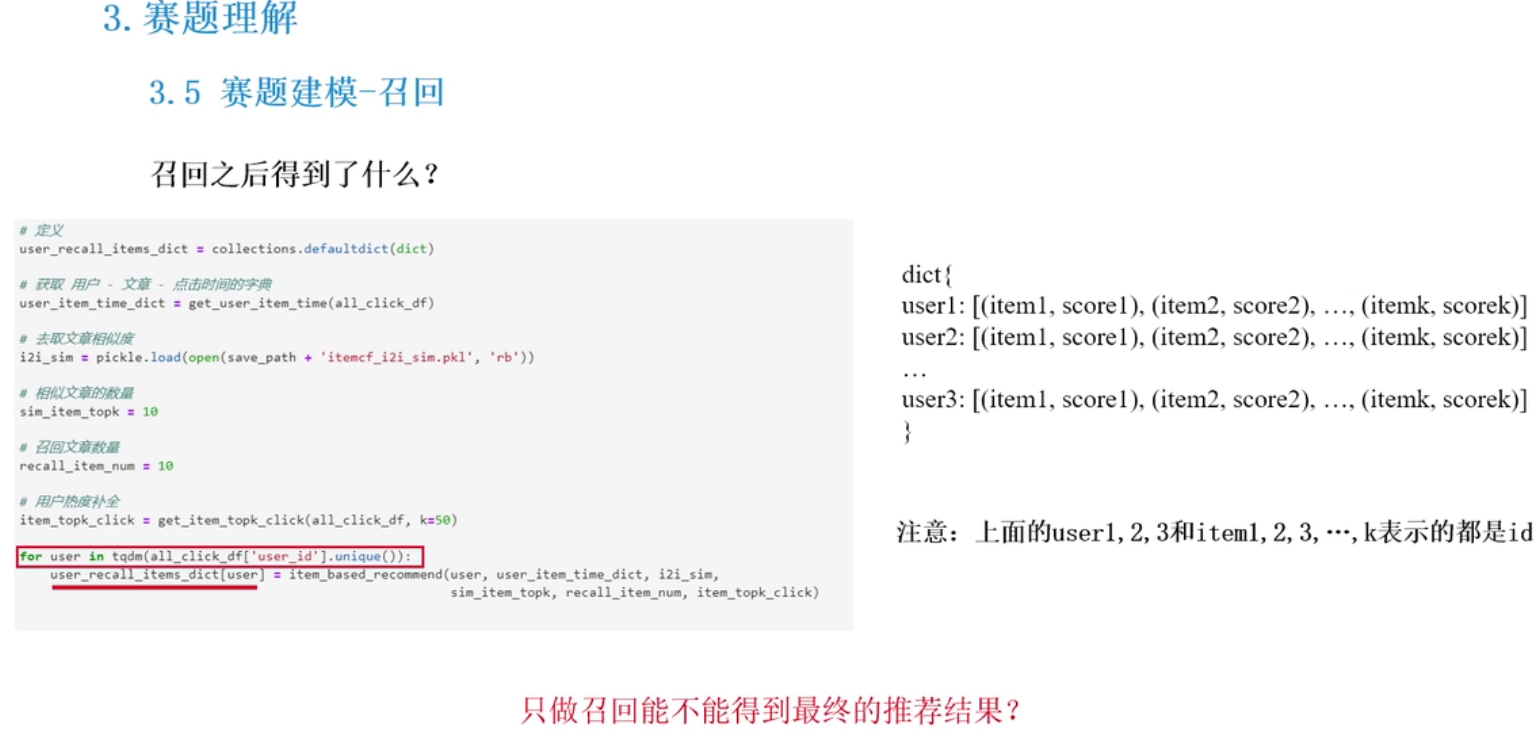 3.赛题理解
3.5 赛题建模-召回
召回之后得到了什么？
# 定义
user_recall_items_dict = collections.defaultdict(dict)
# 获取 用户 - 文章 - 点击时间的字典
user_item_time_dict = get_user_item_time(all_click_df)
# 去取文章相似度
i2i_sim = pickle.load(open(save_path + 'itemcf_i2i_sim.pkl', 'rb'))
# 相似文章的数量
sim_item_topk = 10
# 召回文章数量
recall_item_num = 10
# 用户热度补全
item_topk_click = get_item_topk_click(all_click_df, k=50)
for user in tqdm(all_click_df['user_id'].unique()):
user_recall_items_dict[user] = item_based_recommend(user, user_item_time_dict, i2i_sim,
sim_item_topk, recall_item_num, item_topk_click)
dict{
user1: [(item1, score1), (item2, score2), …, (itemk, scorek)]
user2: [(item1, score1), (item2, score2), …, (itemk, scorek)]
…
user3: [(item1, score1), (item2, score2), …, (itemk, scorek)]
}
注意：上面的user1,2,3和item1,2,3,…,k表示的都是id
只做召回能不能得到最终的推荐结果？